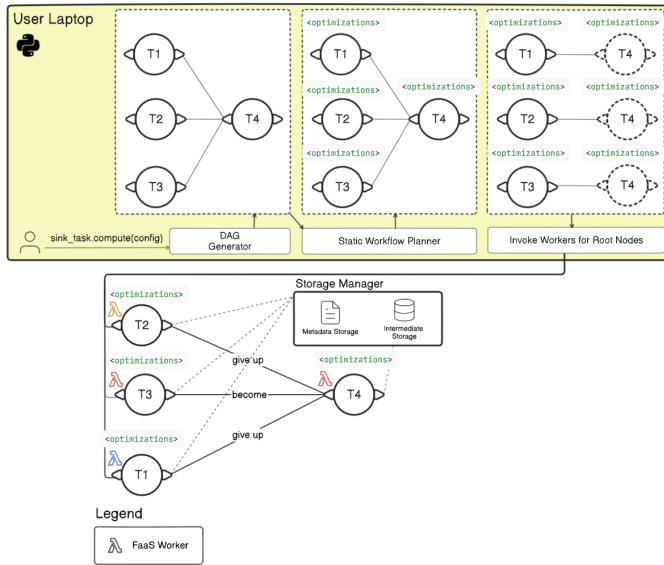 User Laptop
T1
T2
T3
T4
<optimizations>
T1
<optimizations>
<optimizations>
T2
T4
<optimizations>
T3
<optimizations>
<optimizations>
T1
T4
<optimizations>
<optimizations>
T2
T4
<optimizations>
<optimizations>
T3
T4
sink_task.compute(config)
DAG
Generator
Static Workflow Planner
Invoke Workers for Root Nodes
Storage Manager
Metadata Storage
Intermediate
Storage
<optimizations>
T2
give up
<optimizations>
T3
become
<optimizations>
T4
<optimizations>
T1
give up
Legend
FaaS Worker